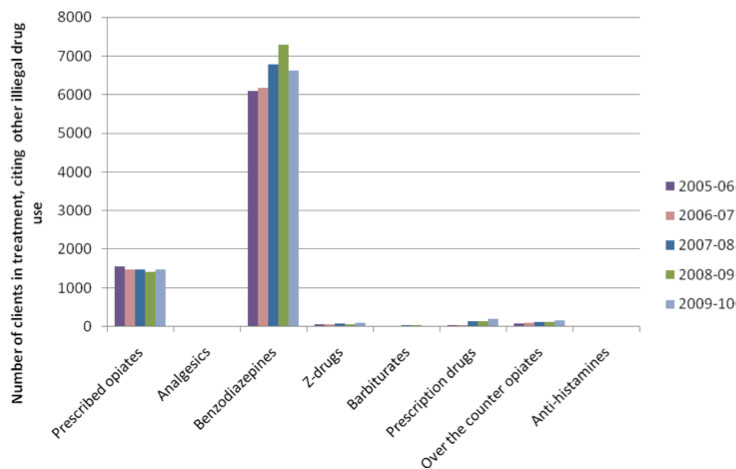 Number of clients in treatment, citing other illiegal drug
use
8000
7000
6000
5000
4000
3000
2000
1000
0
Prescribed opiates
Analgesics
Benzodiazepines
Z-drugs
Barbiturates
Prescription drugs
Over the counter opiates
Anti-histamines
2005-06
2006-07
2007-08
2008-09
2009-10